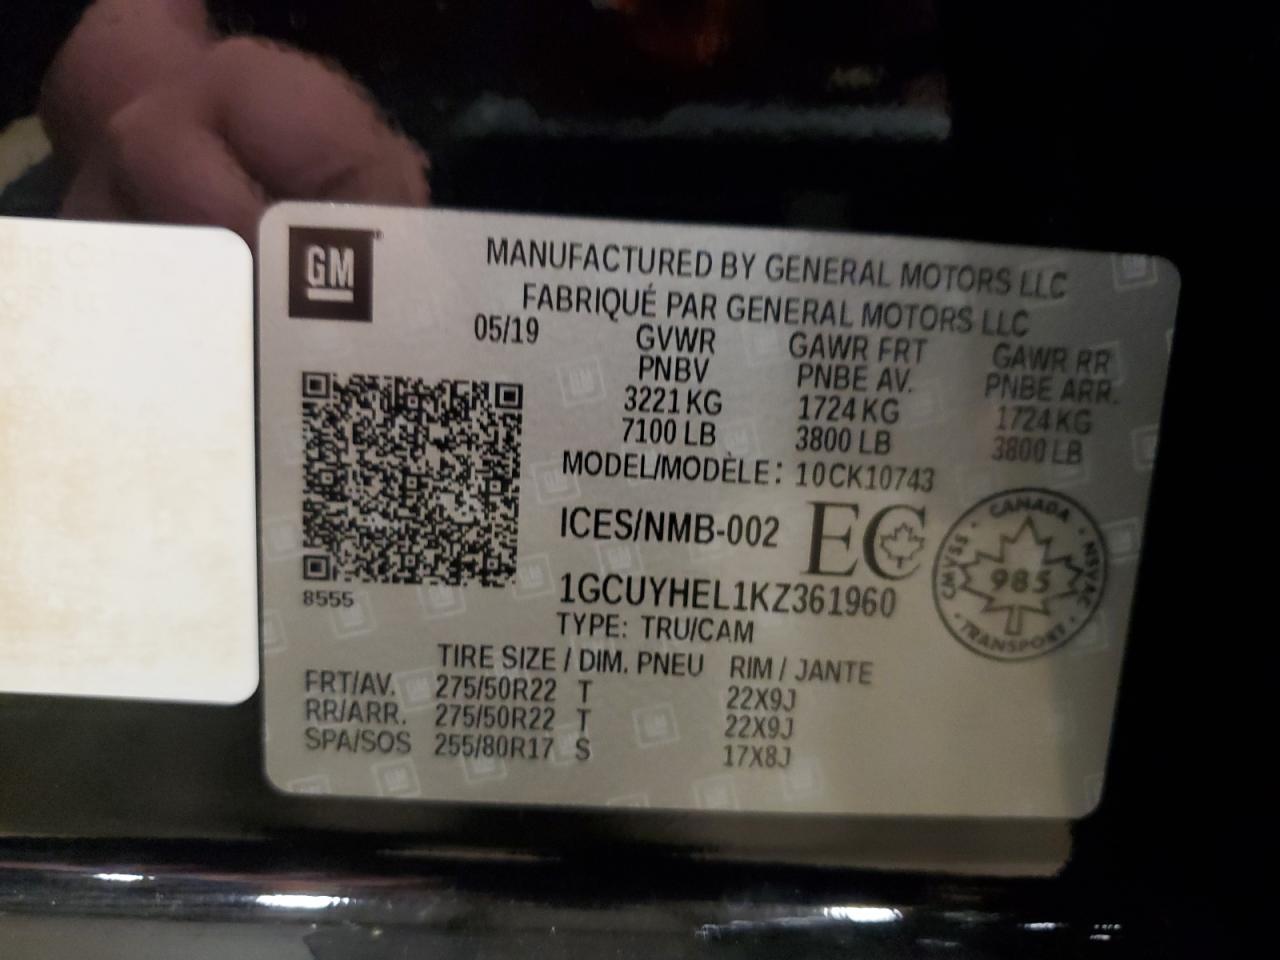 GM
MANUFACTURED BY GENERAL MOTORS LLC
FABRIQUÉ PAR GENERAL MOTORS LLC
05/19 GVWR GAWR FRT GAWR RR
PNBV PNBE AV. PNBE ARR.
3221 KG 1724 KG 1724 KG
7100 LB 3800 LB 3800 LB
MODEL/MODÈLE: 10CK10743
ICES/NMB-002 EC
CANADA
CMVSS 985 NSVAC
TRANSPORT
8555
1GCUYHEL1KZ361960
TYPE: TRU/CAM
TIRE SIZE / DIM. PNEU RIM / JANTE
FRT/AV. 275/50R22 T 22X9J
RR/ARR. 275/50R22 T 22X9J
SPA/SOS 255/80R17 S 17X8J